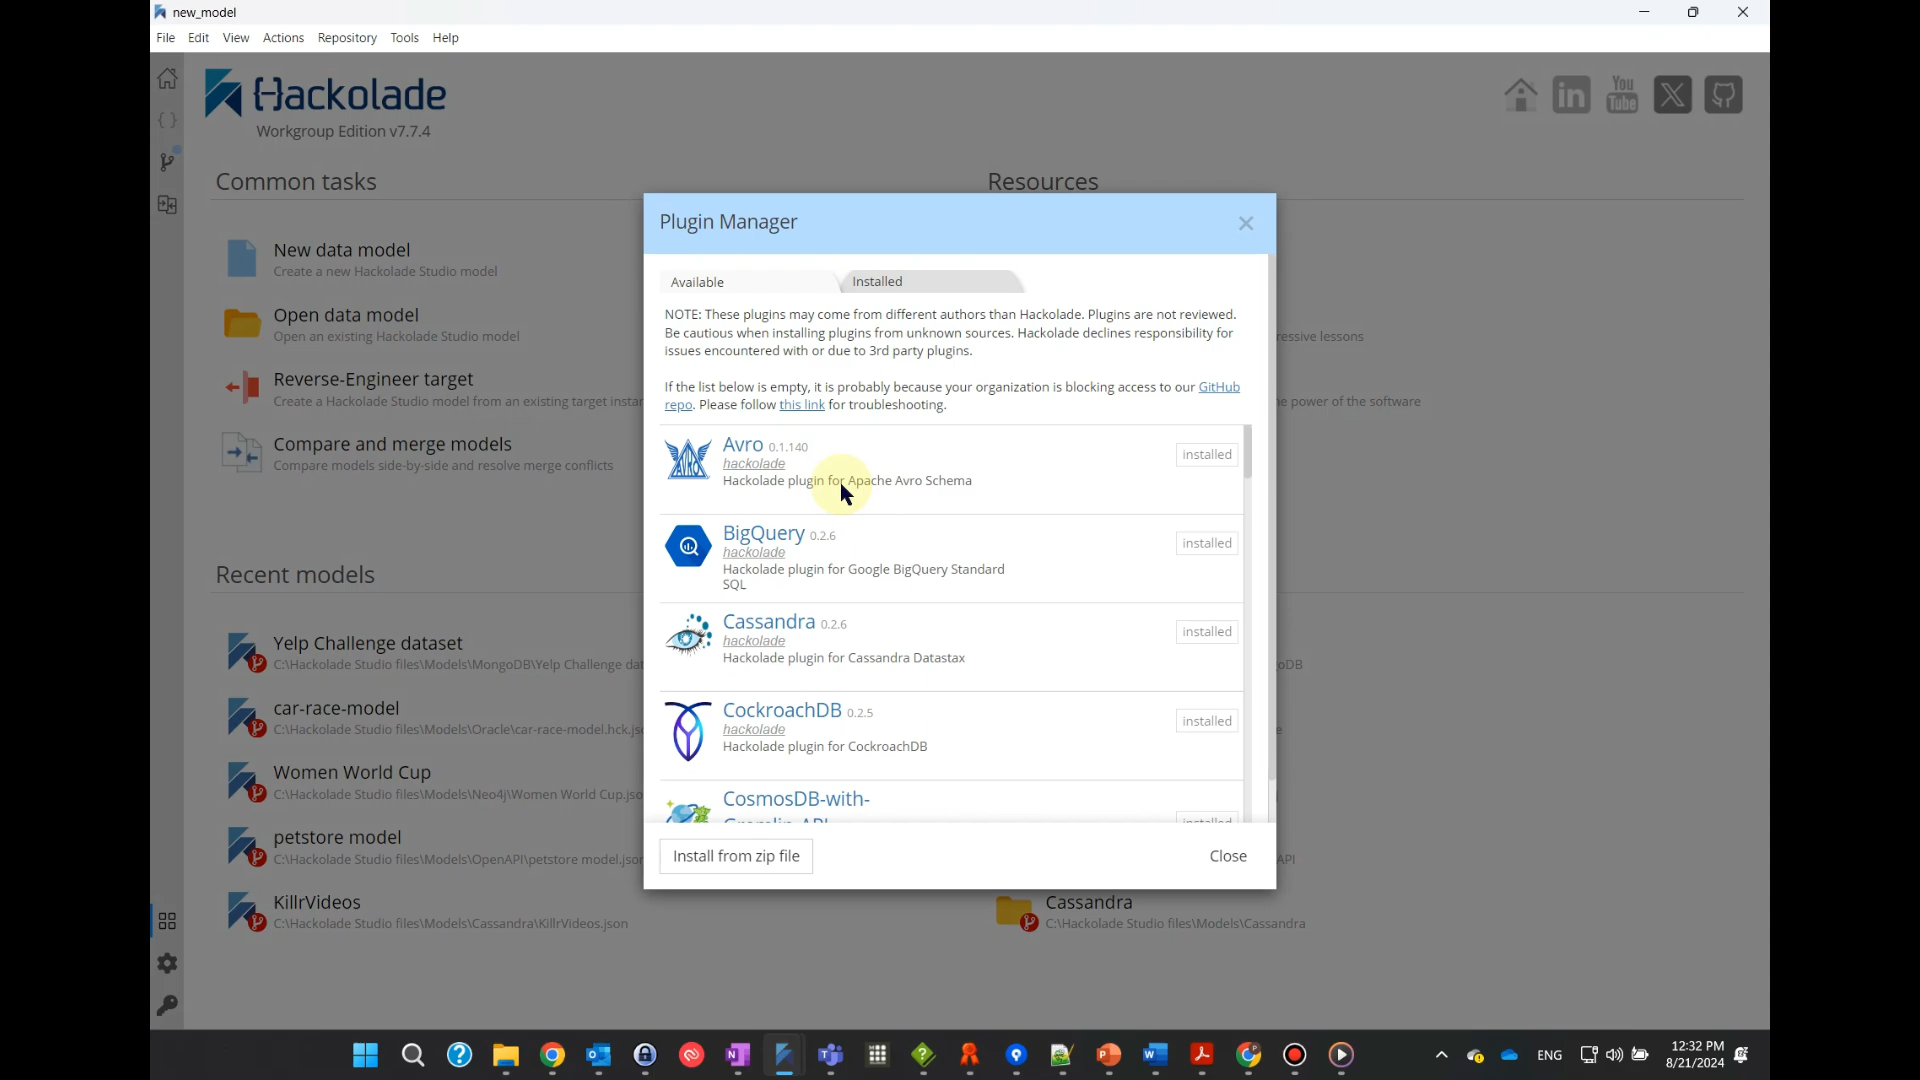 new_model
File Edit View Actions Repository Tools Help
Hackolade
Workgroup Edition v7.7.4
You
Tube
Common tasks
Resources
New data model
Create a new Hackolade Studio model
Open data model
Open an existing Hackolade Studio model
ressive lessons
Reverse-Engineer target
Create a Hackolade Studio model from an existing target instar
e power of the software
Compare and merge models
Compare models side-by-side and resolve merge conflicts
Plugin Manager
Available
Installed
NOTE: These plugins may come from different authors than Hackolade. Plugins are not reviewed.
Be cautious when installing plugins from unknown sources. Hackolade declines responsibility for
issues encountered with or due to 3rd party plugins.
If the list below is empty, it is probably because your organization is blocking access to our GitHub
repo. Please follow this link for troubleshooting.
AVRO
Avro 0.1.140
hackolade
Hackolade plugin for Apache Avro Schema
installed
BigQuery 0.2.6
hackolade
Hackolade plugin for Google BigQuery Standard
SQL
installed
Cassandra 0.2.6
hackolade
Hackolade plugin for Cassandra Datastax
installed
CockroachDB 0.2.5
hackolade
Hackolade plugin for CockroachDB
installed
CosmosDB-with-
Gremlin-API
installed
Install from zip file
Close
Recent models
Yelp Challenge dataset
C:\Hackolade Studio files\Models\MongoDB\Yelp Challenge dat
oDB
car-race-model
C:\Hackolade Studio files\Models\Oracle\car-race-model.hck.js
e
Women World Cup
C:\Hackolade Studio files\Models\Neo4j\Women World Cup.jso
petstore model
C:\Hackolade Studio files\Models\OpenAPI\petstore model.jsor
API
KillrVideos
C:\Hackolade Studio files\Models\Cassandra\KillrVideos.json
Cassandra
C:\Hackolade Studio files\Models\Cassandra
ENG
12:32 PM
8/21/2024